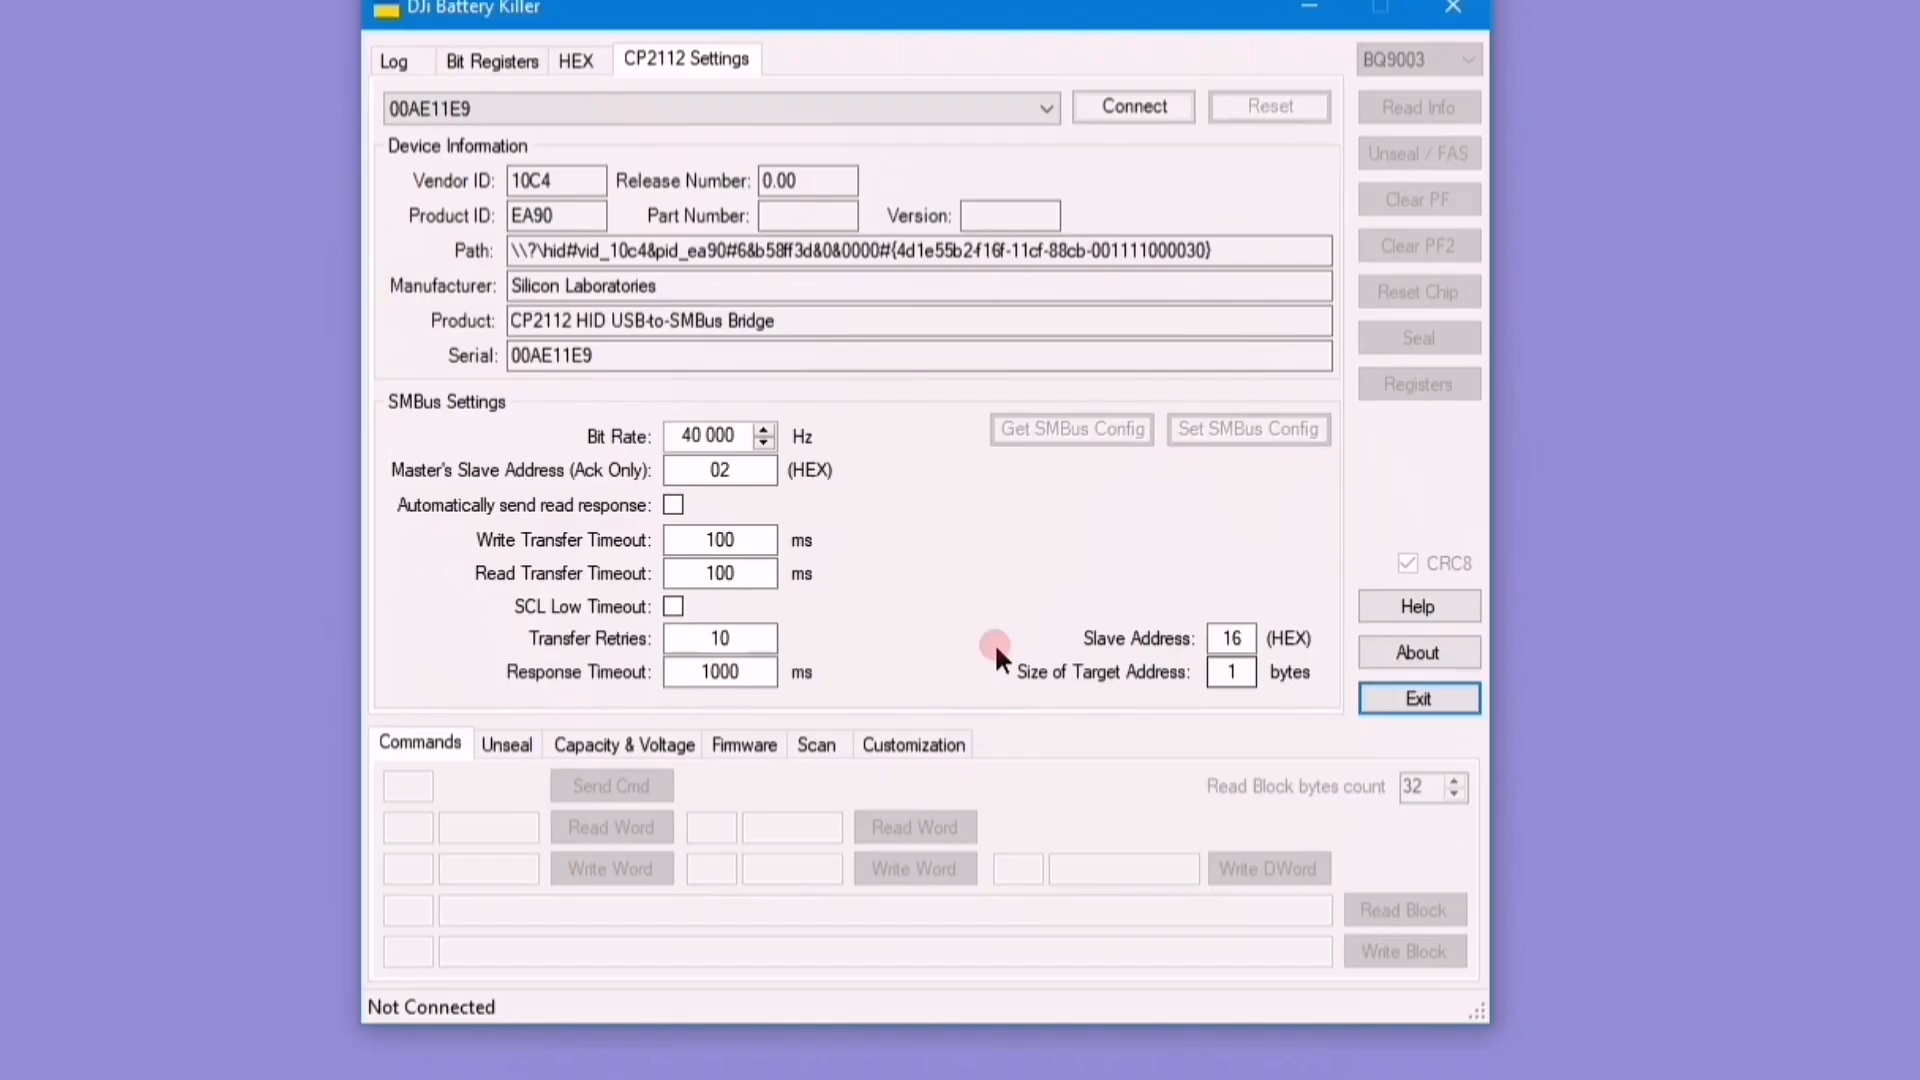 DJi Battery Killer
Log Bit Registers HEX CP2112 Settings BQ9003
00AE11E9 Connect Reset Read Info
Device Information
Unseal / FAS
Vendor ID: 10C4 Release Number: 0.00
Clear PF
Product ID: EA90 Part Number: Version:
Path: \\?\hid#vid_10c4&pid_ea90#6&b58ff3d&0&0000#{4d1e55b2-f16f-11cf-88cb-001111000030} Clear PF2
Manufacturer: Silicon Laboratories Reset Chip
Product: CP2112 HID USB-to-SMBus Bridge
Seal
Serial: 00AE11E9
Registers
SMBus Settings
Bit Rate: 40 000 Hz Get SMBus Config Set SMBus Config
Master's Slave Address (Ack Only): 02 (HEX)
Automatically send read response:
Write Transfer Timeout: 100 ms
Read Transfer Timeout: 100 ms CRC8
SCL Low Timeout: Help
Transfer Retries: 10 Slave Address: 16 (HEX)
About
Response Timeout: 1000 ms Size of Target Address: 1 bytes
Exit
Commands Unseal Capacity & Voltage Firmware Scan Customization
Send Cmd Read Block bytes count 32
Read Word Read Word
Write Word Write Word Write DWord
Read Block
Write Block
Not Connected